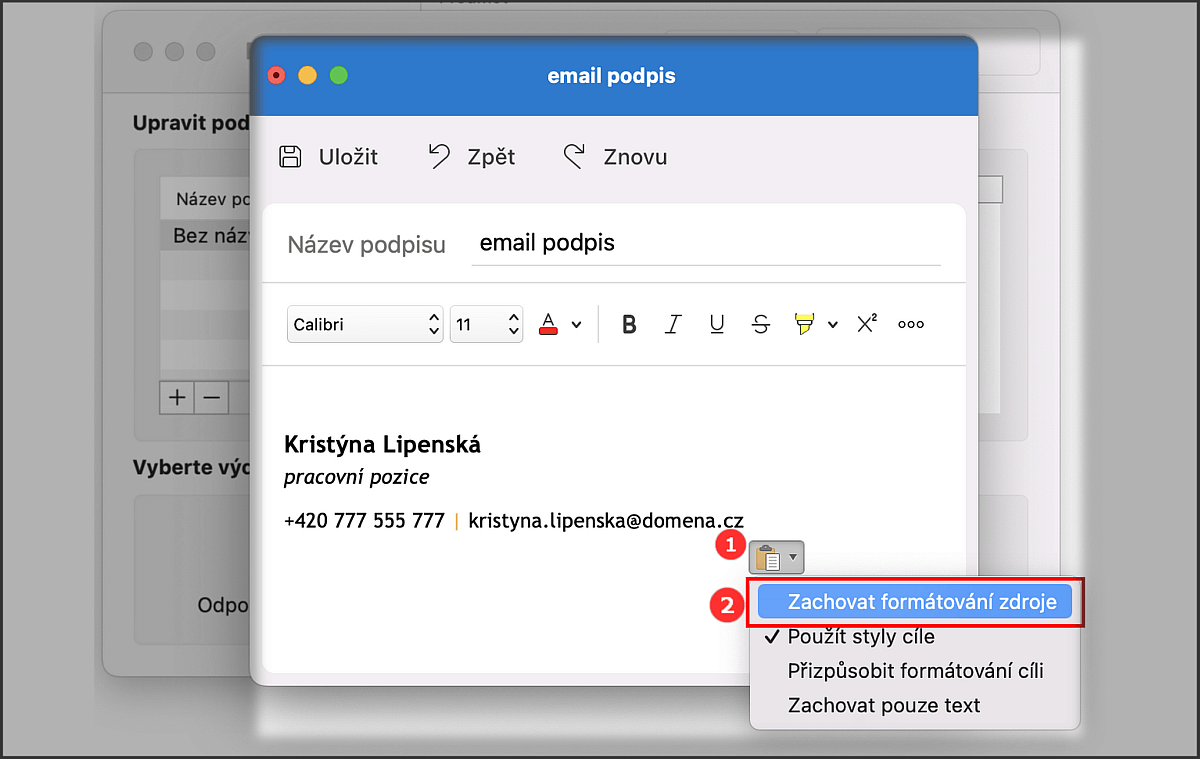 email podpis
Upravit pod
Uložit Zpět Znovu
Název po
Bez názv
Název podpisu email podpis
Calibri 11 A B I U S X²
+ −
Kristýna Lipenská
pracovní pozice
Vyberte výc
+420 777 555 777 | kristyna.lipenska@domena.cz
1
2
Zachovat formátování zdroje
Odpo
✓ Použít styly cíle
Přizpůsobit formátování cíli
Zachovat pouze text